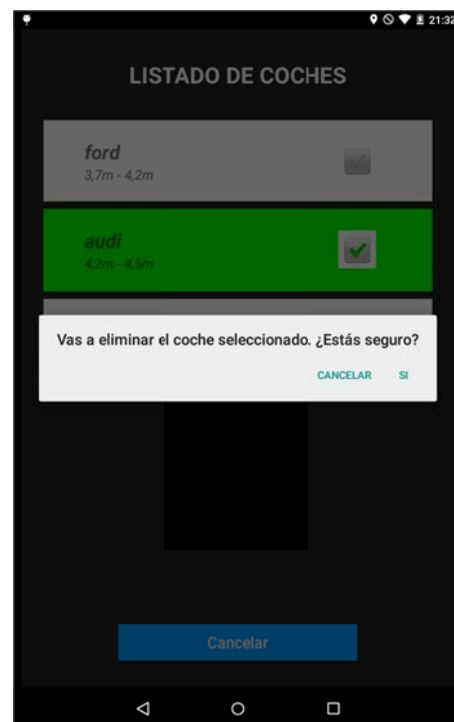 21:32
LISTADO DE COCHES
ford
3,7m - 4,2m
audi
4,2m - 4,5m
Vas a eliminar el coche seleccionado. ¿Estás seguro?
CANCELAR SI
Cancelar